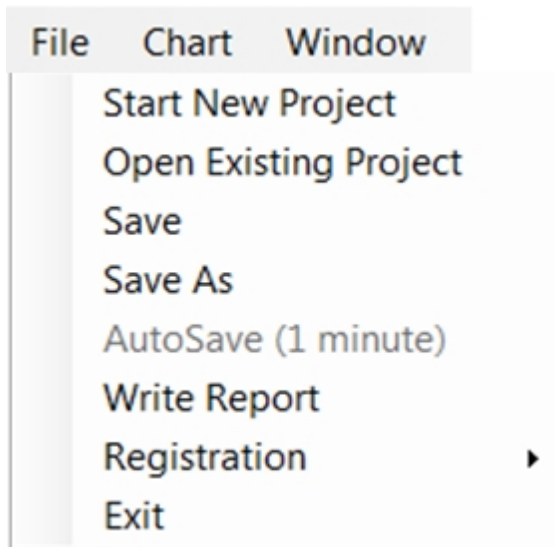 File Chart Window
Start New Project
Open Existing Project
Save
Save As
AutoSave (1 minute)
Write Report
Registration
Exit